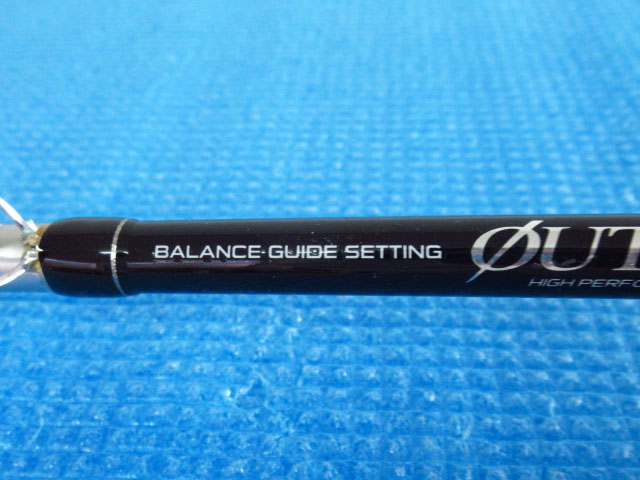 BALANCE-GUIDE SETTING
ØUT
HIGH PERFO